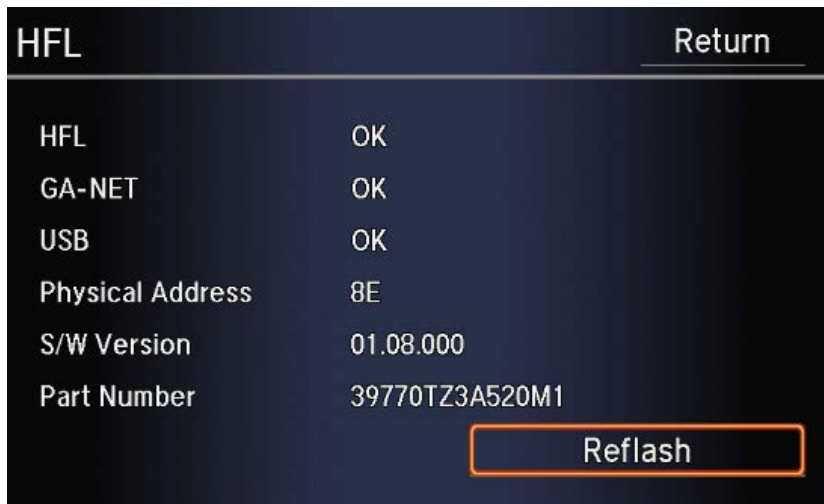 HFL Return
HFL OK
GA-NET OK
USB OK
Physical Address 8E
S/W Version 01.08.000
Part Number 39770TZ3A520M1
Reflash